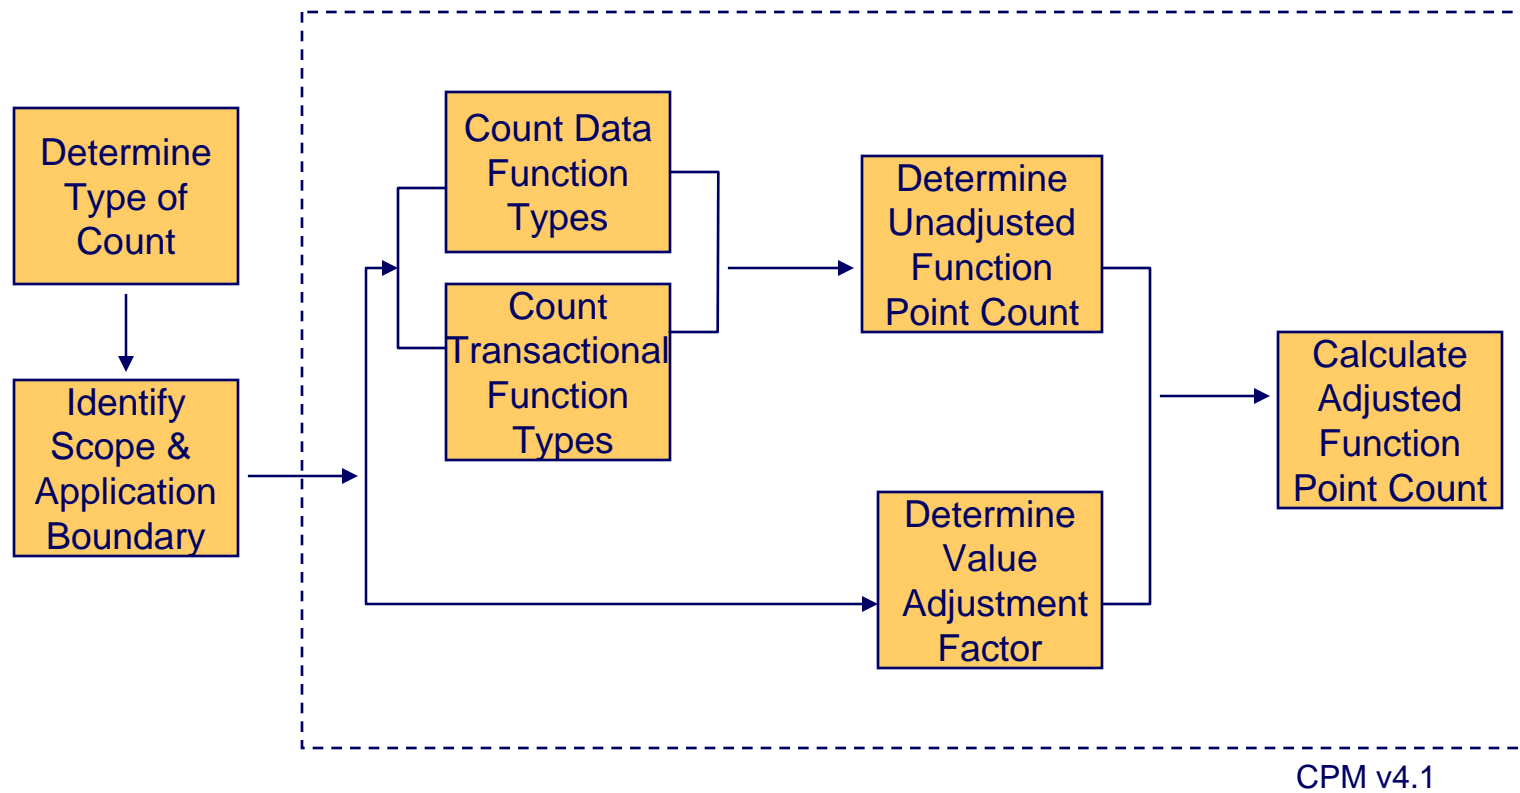 Determine
Type of
Count
Identify
Scope &
Application
Boundary
Count Data
Function
Types
Count
Transactional
Function
Types
Determine
Unadjusted
Function
Point Count
Determine
Value
Adjustment
Factor
Calculate
Adjusted
Function
Point Count
CPM v4.1